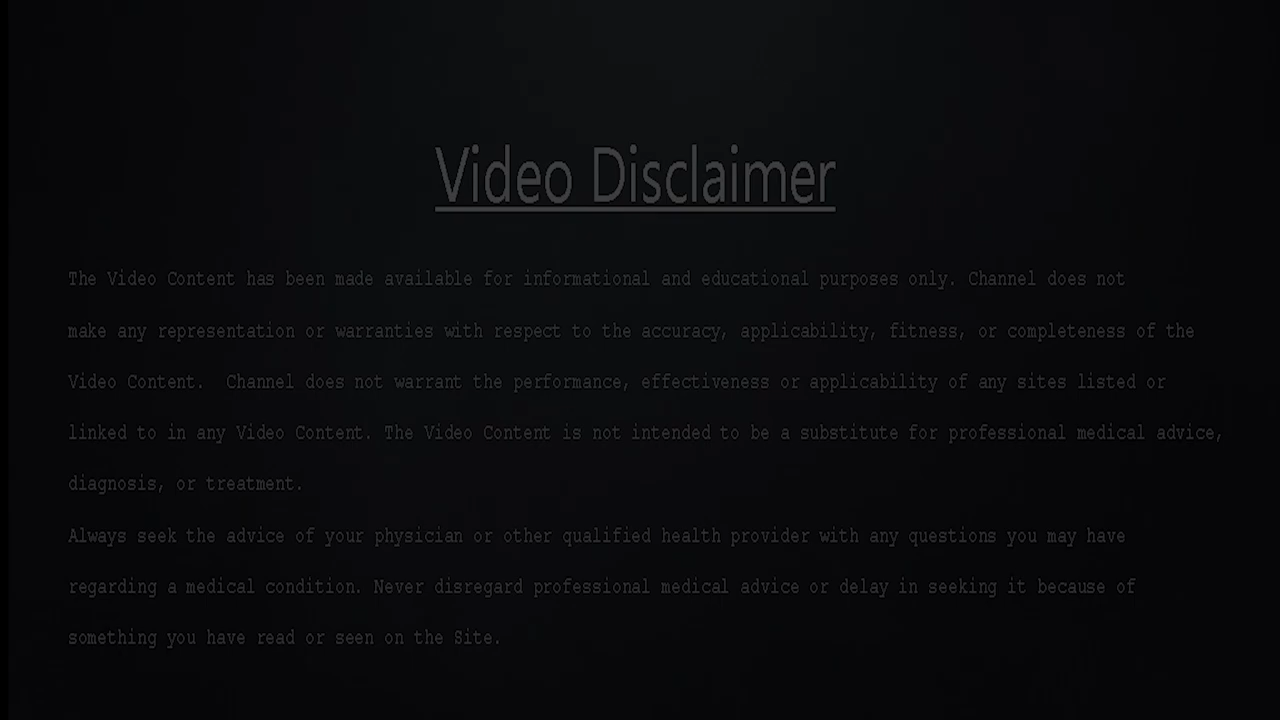 Video Disclaimer
The Video Content has been made available for informational and educational purposes only. Channel does not
make any representation or warranties with respect to the accuracy, applicability, fitness, or completeness of the
Video Content.  Channel does not warrant the performance, effectiveness or applicability of any sites listed or
linked to in any Video Content. The Video Content is not intended to be a substitute for professional medical advice,
diagnosis, or treatment.
Always seek the advice of your physician or other qualified health provider with any questions you may have
regarding a medical condition. Never disregard professional medical advice or delay in seeking it because of
something you have read or seen on the Site.